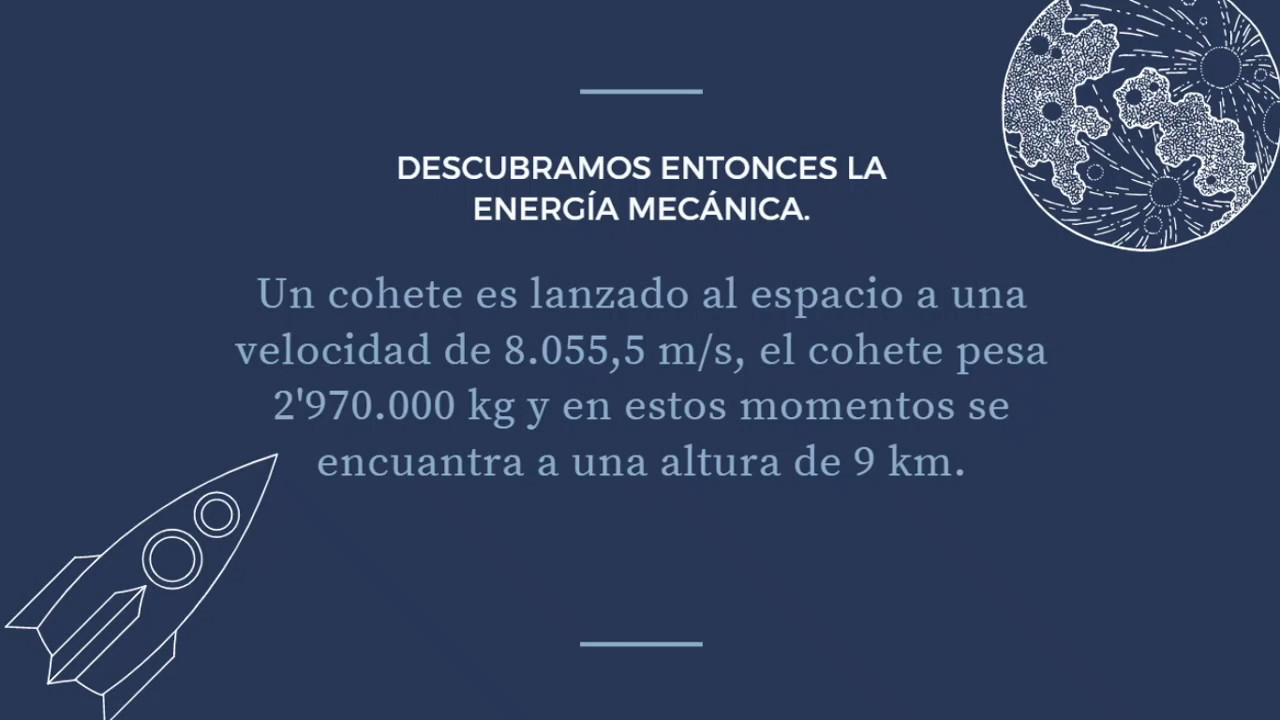 DESCUBRAMOS ENTONCES LA
ENERGÍA MECÁNICA.
Un cohete es lanzado al espacio a una
velocidad de 8.055,5 m/s, el cohete pesa
2'970.000 kg y en estos momentos se
encuantra a una altura de 9 km.